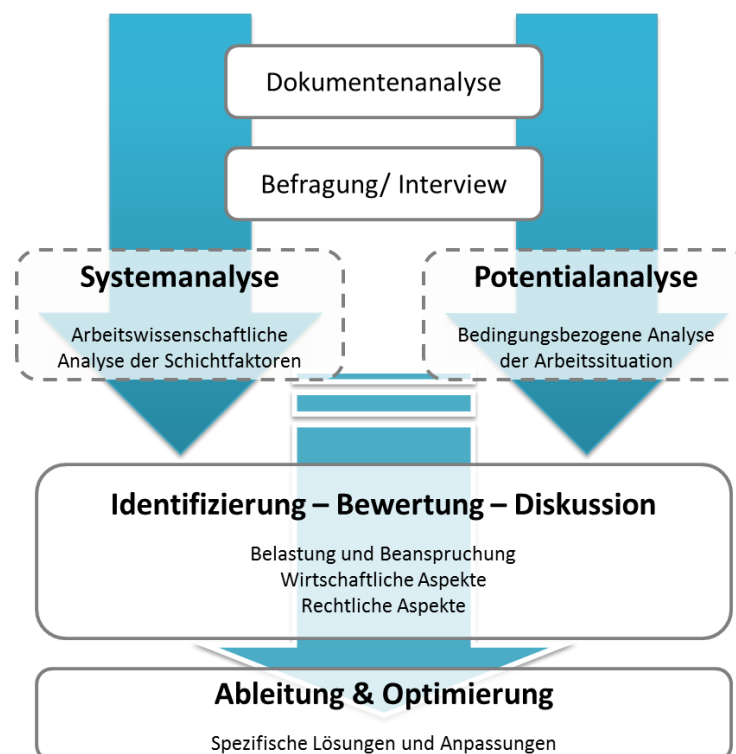 Dokumentenanalyse
Befragung/ Interview
Systemanalyse
Arbeitswissenschaftliche
Analyse der Schichtfaktoren
Potentialanalyse
Bedingungsbezogene Analyse
der Arbeitssituation
Identifizierung – Bewertung – Diskussion
Belastung und Beanspruchung
Wirtschaftliche Aspekte
Rechtliche Aspekte
Ableitung & Optimierung
Spezifische Lösungen und Anpassungen